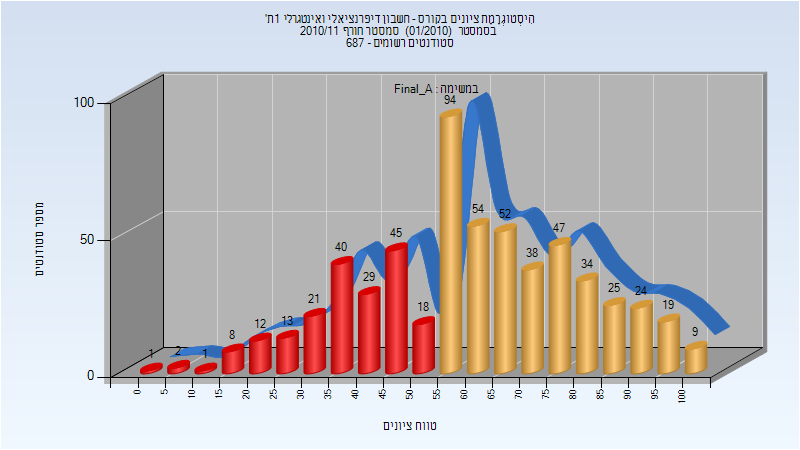 הִיסְטוֹגְרָמַת ציונים בקורס - חשבון דיפרנציאלי ואינטגרלי 1ת'
בסמסטר (01/2010) סמסטר חורף 2010/11
סטודנטים רשומים - 687
במשימה : Final_A
מספר סטודנטים
100
50
0
1 2 1 8 12 13 21 40 29 45 18 94 54 52 38 47 34 25 24 19 9
0 5 10 15 20 25 30 35 40 45 50 55 60 65 70 75 80 85 90 95 100
טווח ציונים